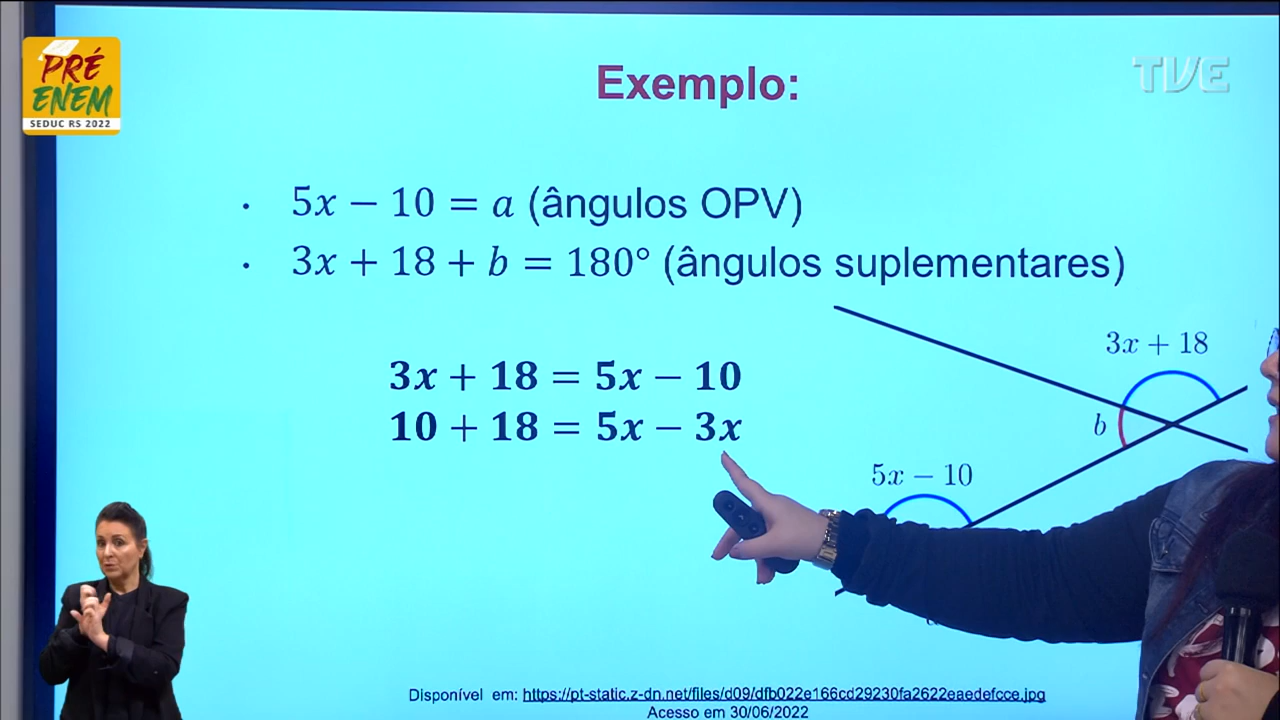 PRÉ
ENEM
SEDUC RS 2022
TVE
Exemplo:
· 5x − 10 = a (ângulos OPV)
· 3x + 18 + b = 180° (ângulos suplementares)
3x + 18 = 5x − 10
10 + 18 = 5x − 3x
3x + 18
b
5x − 10
Disponível em: https://pt-static.z-dn.net/files/d09/dfb022e166cd29230fa2622eaedefcce.jpg
Acesso em 30/06/2022